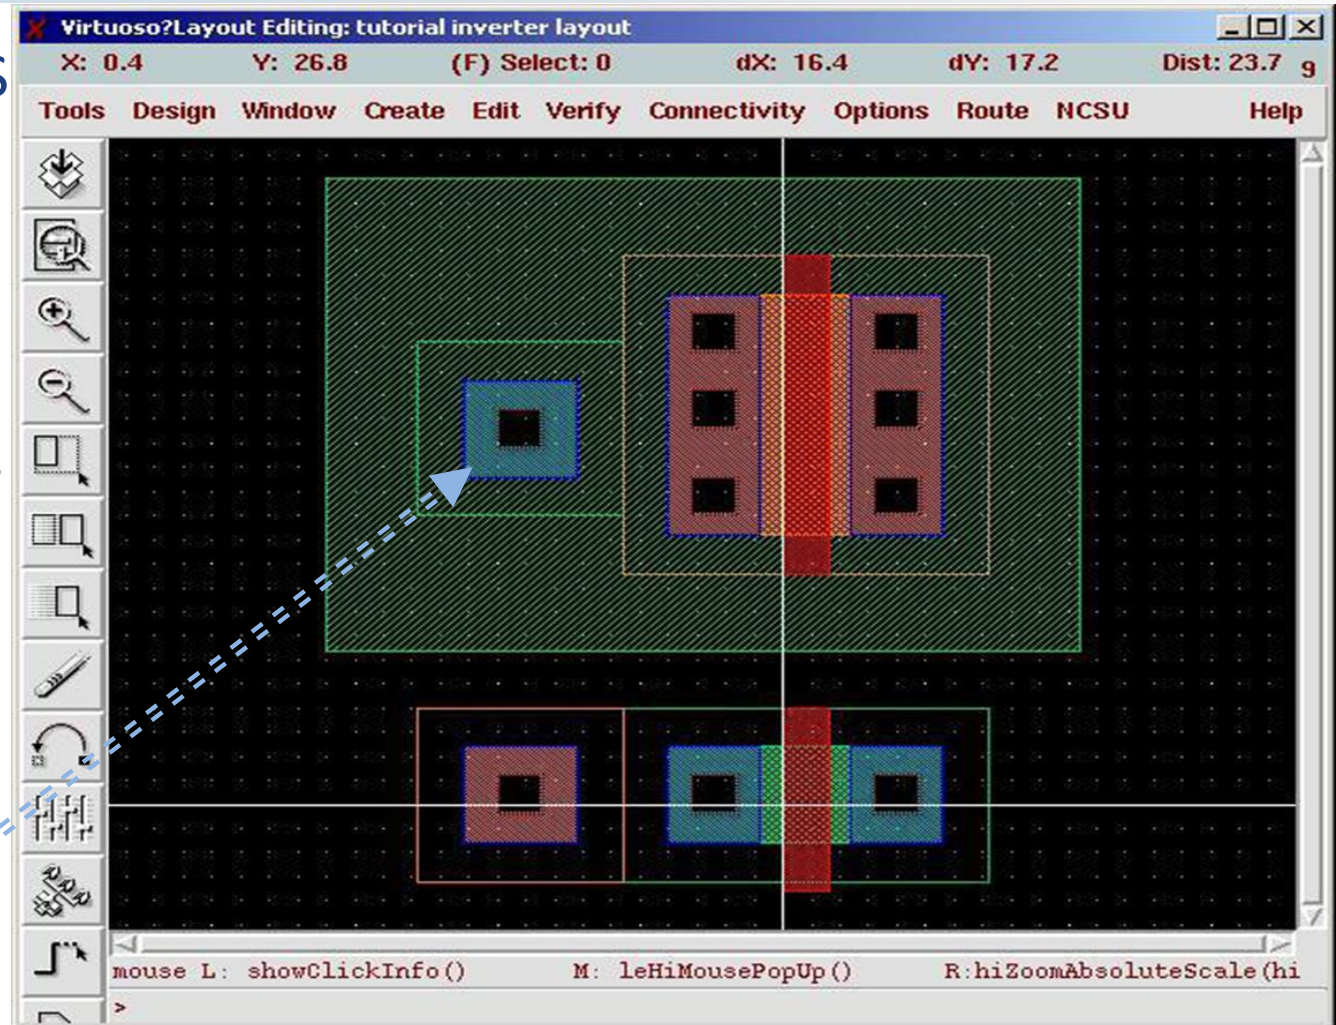 Virtuoso?Layout Editing: tutorial inverter layout
X: 0.4 Y: 26.8 (F) Select: 0 dX: 16.4 dY: 17.2 Dist: 23.7 9
Tools Design Window Create Edit Verify Connectivity Options Route NCSU Help
mouse L: showClickInfo() M: leHiMousePopUp() R:hiZoomAbsoluteScale(hi
>